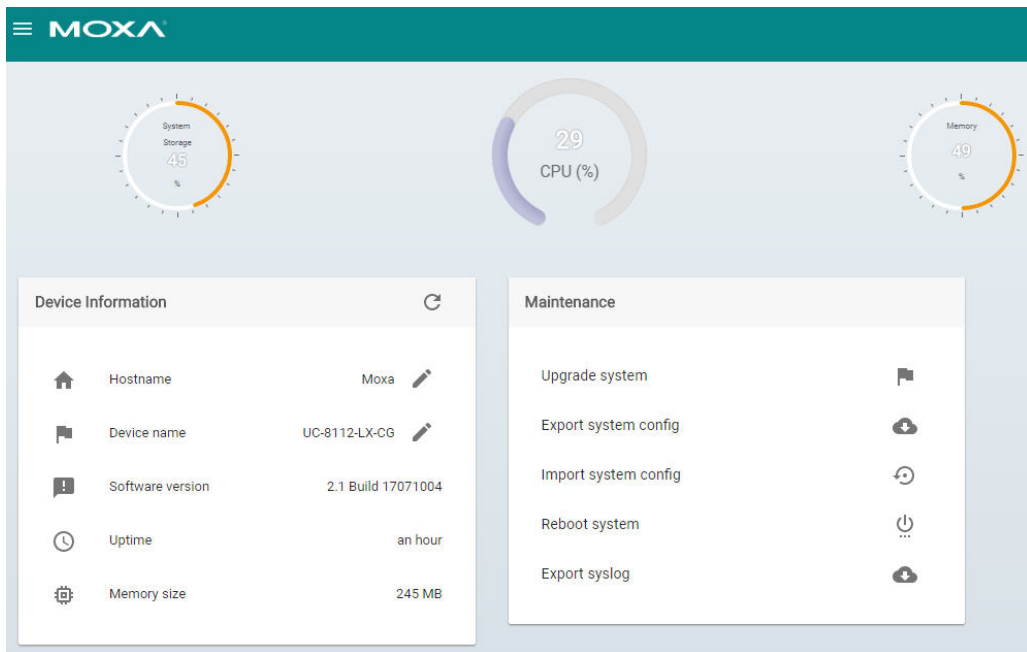 MOXA
System
Storage
45
%
29
CPU (%)
Memory
49
%
Device Information
Hostname Moxa
Device name UC-8112-LX-CG
Software version 2.1 Build 17071004
Uptime an hour
Memory size 245 MB
Maintenance
Upgrade system
Export system config
Import system config
Reboot system
Export syslog